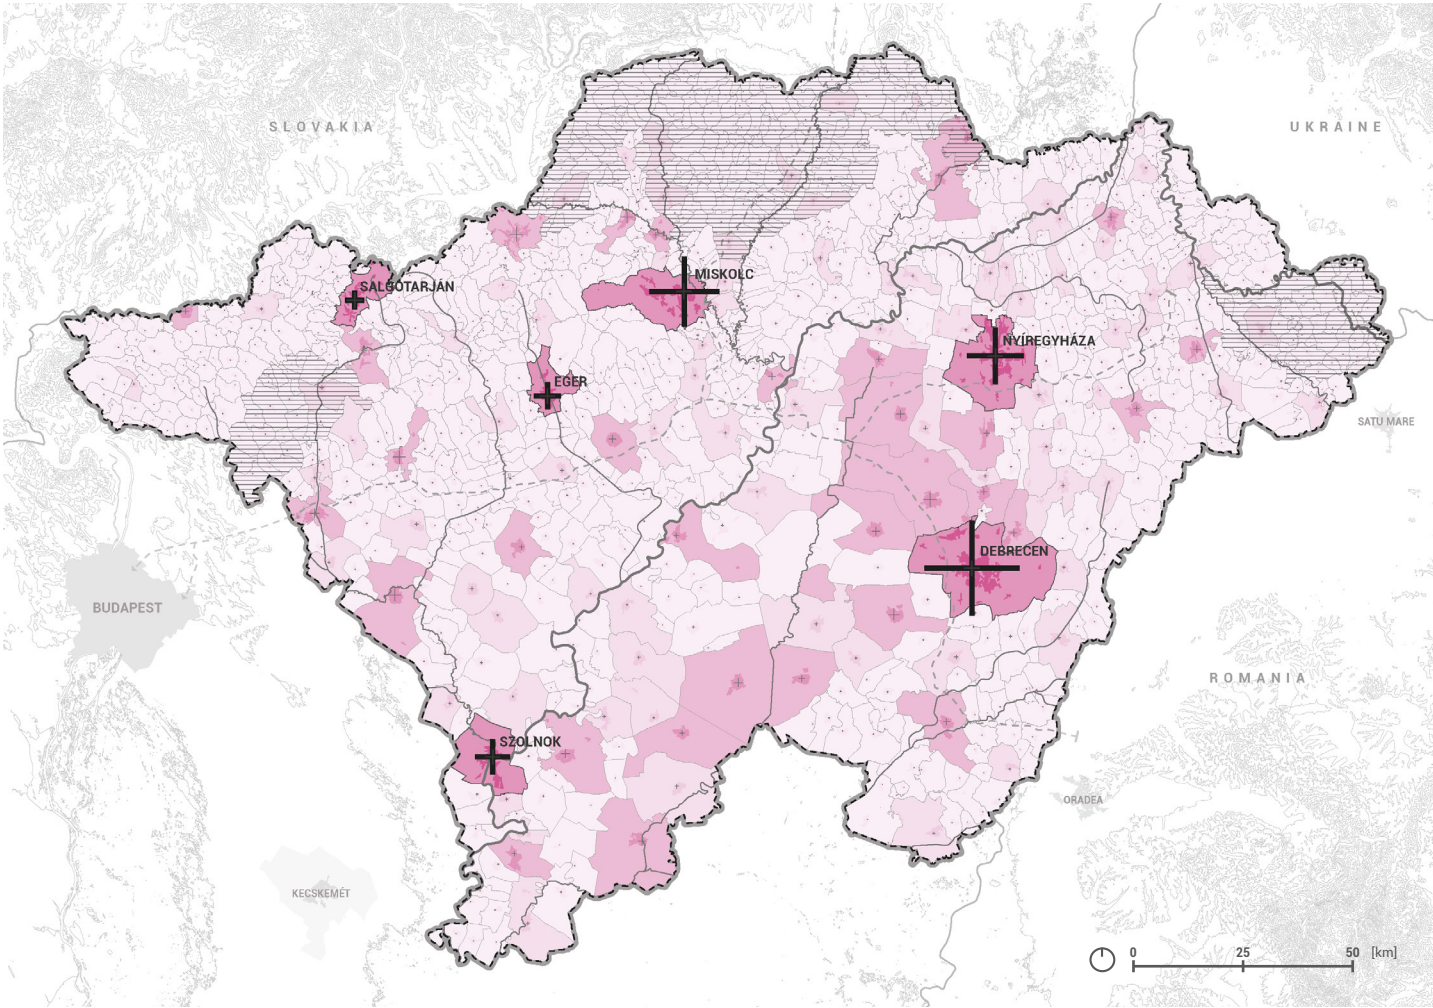 SLOVAKIA
UKRAINE
MISKOLC
SALGÓTARJÁN
NYÍREGYHÁZA
EGER
SATU MARE
DEBRECEN
BUDAPEST
ROMANIA
SZOLNOK
ORADEA
KECSKEMÉT
0 25 50 [km]